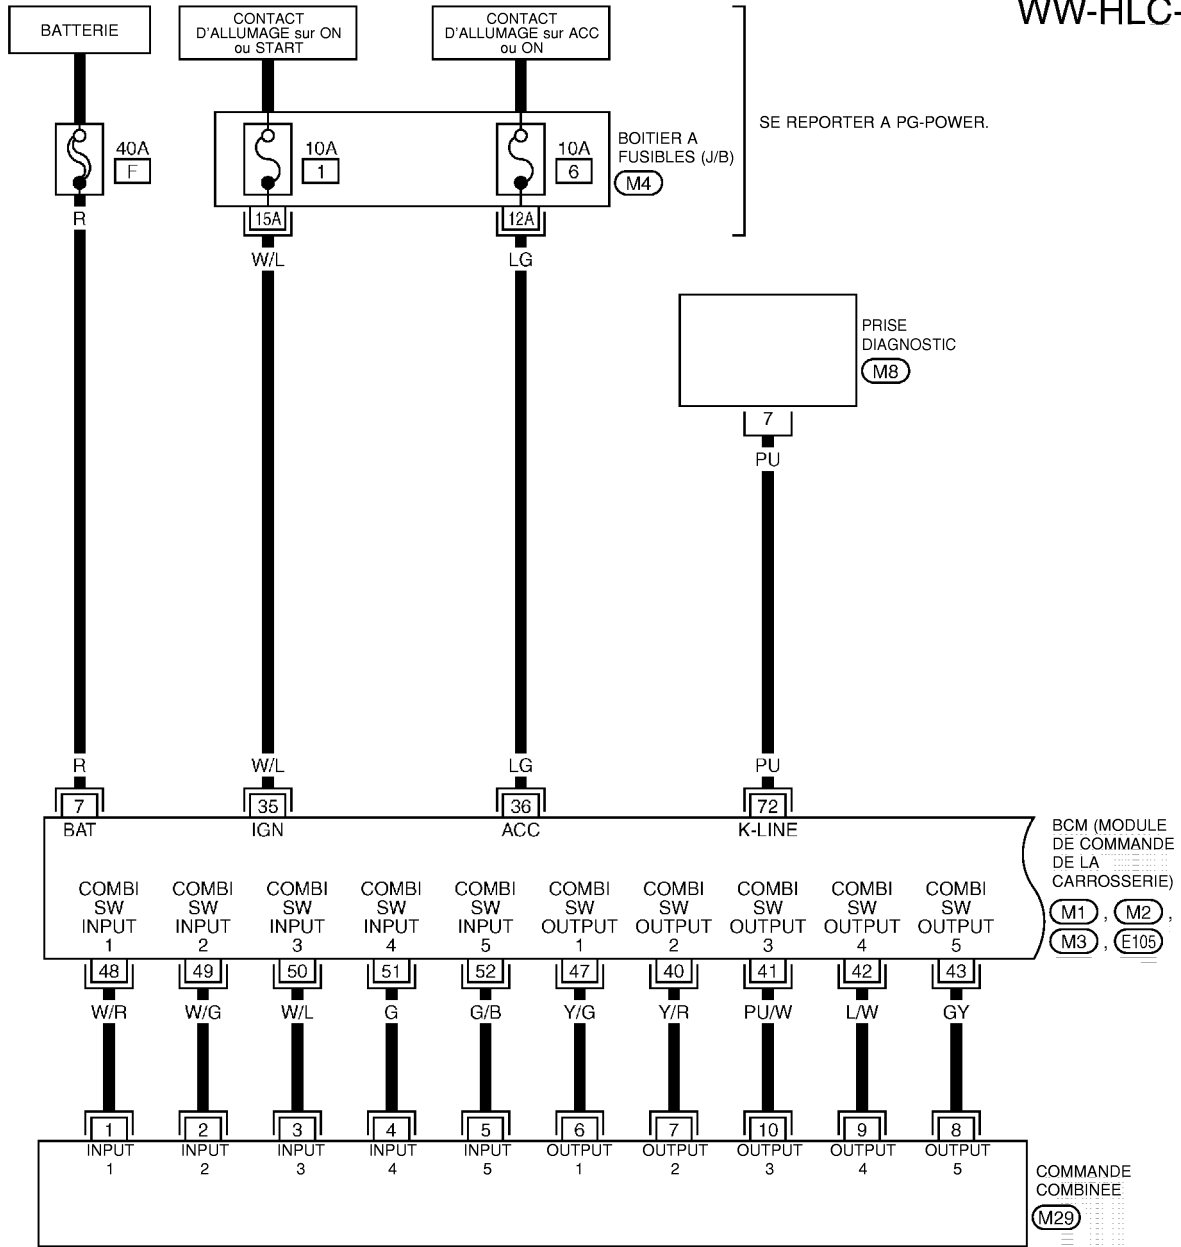 WW-HLC-
BATTERIE
CONTACT
D'ALLUMAGE sur ON
ou START
CONTACT
D'ALLUMAGE sur ACC
ou ON
SE REPORTER A PG-POWER.
40A
F
10A
1
10A
6
BOITIER A
FUSIBLES (J/B)
M4
R
15A
12A
W/L
LG
PRISE
DIAGNOSTIC
M8
7
PU
R
W/L
LG
PU
7
35
36
72
BAT
IGN
ACC
K-LINE
BCM (MODULE
DE COMMANDE
DE LA
CARROSSERIE)
M1 , M2 ,
M3 , E105
COMBI
SW
INPUT
1
COMBI
SW
INPUT
2
COMBI
SW
INPUT
3
COMBI
SW
INPUT
4
COMBI
SW
INPUT
5
COMBI
SW
OUTPUT
1
COMBI
SW
OUTPUT
2
COMBI
SW
OUTPUT
3
COMBI
SW
OUTPUT
4
COMBI
SW
OUTPUT
5
48
49
50
51
52
47
40
41
42
43
W/R
W/G
W/L
G
G/B
Y/G
Y/R
PU/W
L/W
GY
1
2
3
4
5
6
7
10
9
8
INPUT
1
INPUT
2
INPUT
3
INPUT
4
INPUT
5
OUTPUT
1
OUTPUT
2
OUTPUT
3
OUTPUT
4
OUTPUT
5
COMMANDE
COMBINEE
M29